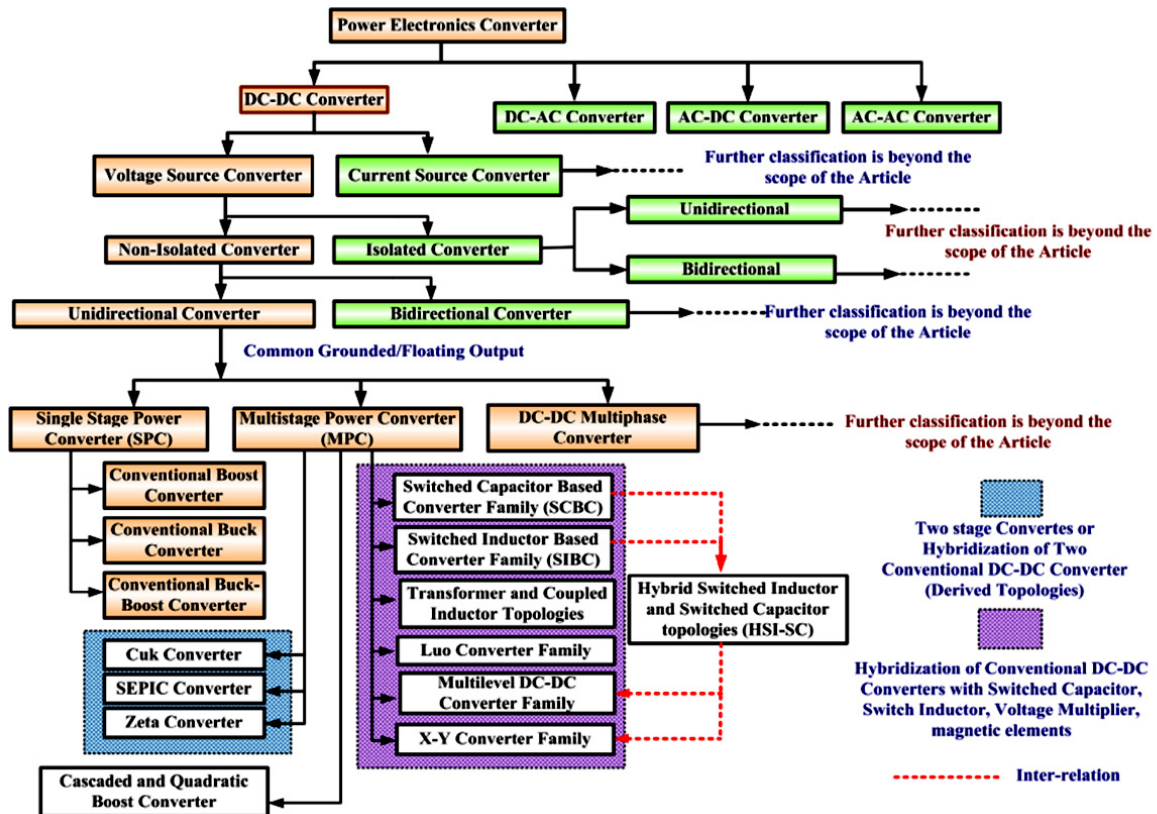 Power Electronics Converter
DC-DC Converter
DC-AC Converter
AC-DC Converter
AC-AC Converter
Voltage Source Converter
Current Source Converter
Further classification is beyond the
scope of the Article
Non-Isolated Converter
Isolated Converter
Unidirectional
Bidirectional
Further classification is beyond the
scope of the Article
Unidirectional Converter
Bidirectional Converter
Further classification is beyond the
scope of the Article
Common Grounded/Floating Output
Single Stage Power
Converter (SPC)
Multistage Power Converter
(MPC)
DC-DC Multiphase
Converter
Further classification is beyond the
scope of the Article
Conventional Boost
Converter
Conventional Buck
Converter
Conventional Buck-
Boost Converter
Cuk Converter
SEPIC Converter
Zeta Converter
Cascaded and Quadratic
Boost Converter
Switched Capacitor Based
Converter Family (SCBC)
Switched Inductor Based
Converter Family (SIBC)
Transformer and Coupled
Inductor Topologies
Luo Converter Family
Multilevel DC-DC
Converter Family
X-Y Converter Family
Hybrid Switched Inductor
and Switched Capacitor
topologies (HSI-SC)
Two stage Convertes or
Hybridization of Two
Conventional DC-DC Converter
(Derived Topologies)
Hybridization of Conventional DC-DC
Converters with Switched Capacitor,
Switch Inductor, Voltage Multiplier,
magnetic elements
Inter-relation